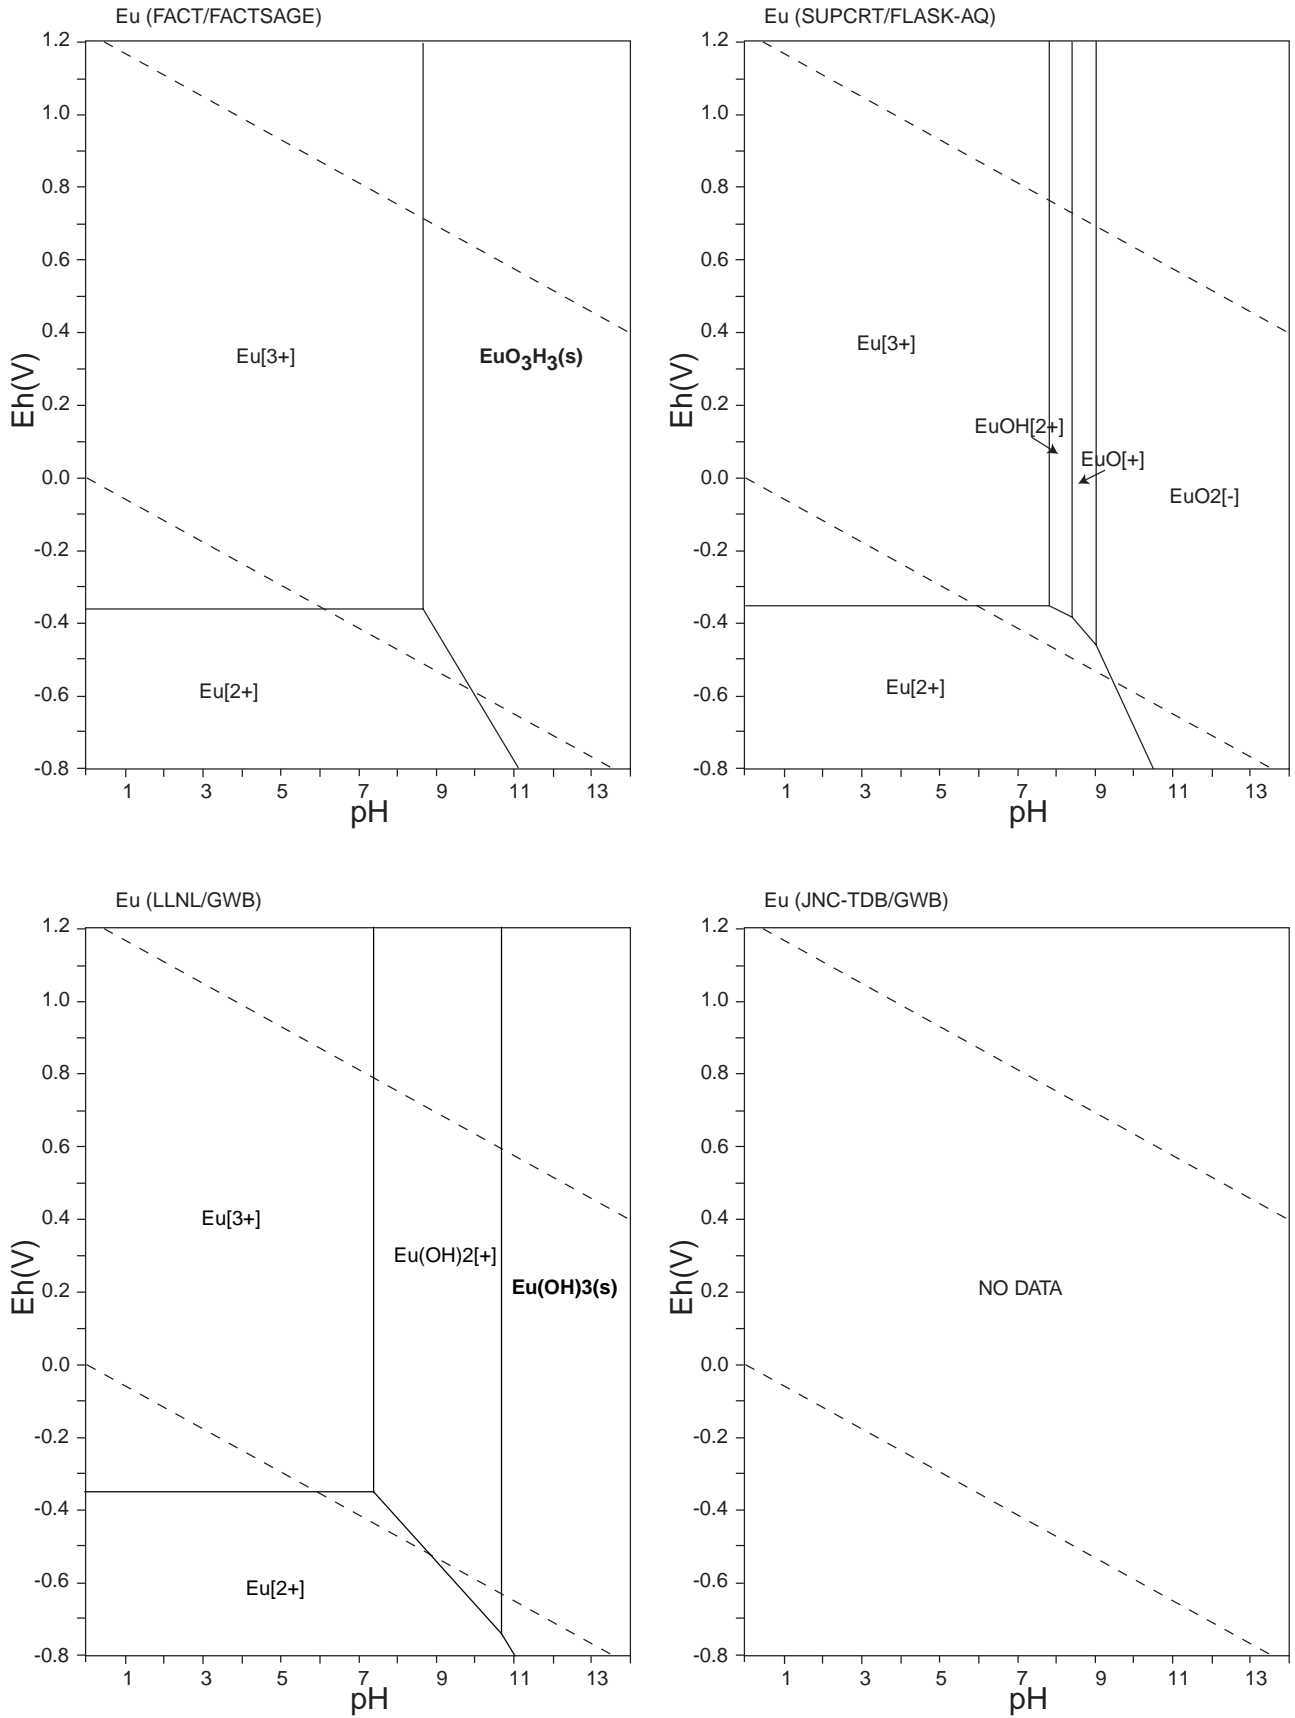 Eu (FACT/FACTSAGE)
1.2
1.0
0.8
0.6
0.4
0.2
0.0
-0.2
-0.4
-0.6
-0.8
Eh(V)
Eu[3+]
EuO3H3(s)
Eu[2+]
1 3 5 7 9 11 13
pH
Eu (SUPCRT/FLASK-AQ)
1.2
1.0
0.8
0.6
0.4
0.2
0.0
-0.2
-0.4
-0.6
-0.8
Eh(V)
Eu[3+]
EuOH[2+]
EuO[+]
EuO2[-]
Eu[2+]
1 3 5 7 9 11 13
pH
Eu (LLNL/GWB)
1.2
1.0
0.8
0.6
0.4
0.2
0.0
-0.2
-0.4
-0.6
-0.8
Eh(V)
Eu[3+]
Eu(OH)2[+]
Eu(OH)3(s)
Eu[2+]
1 3 5 7 9 11 13
pH
Eu (JNC-TDB/GWB)
1.2
1.0
0.8
0.6
0.4
0.2
0.0
-0.2
-0.4
-0.6
-0.8
Eh(V)
NO DATA
1 3 5 7 9 11 13
pH